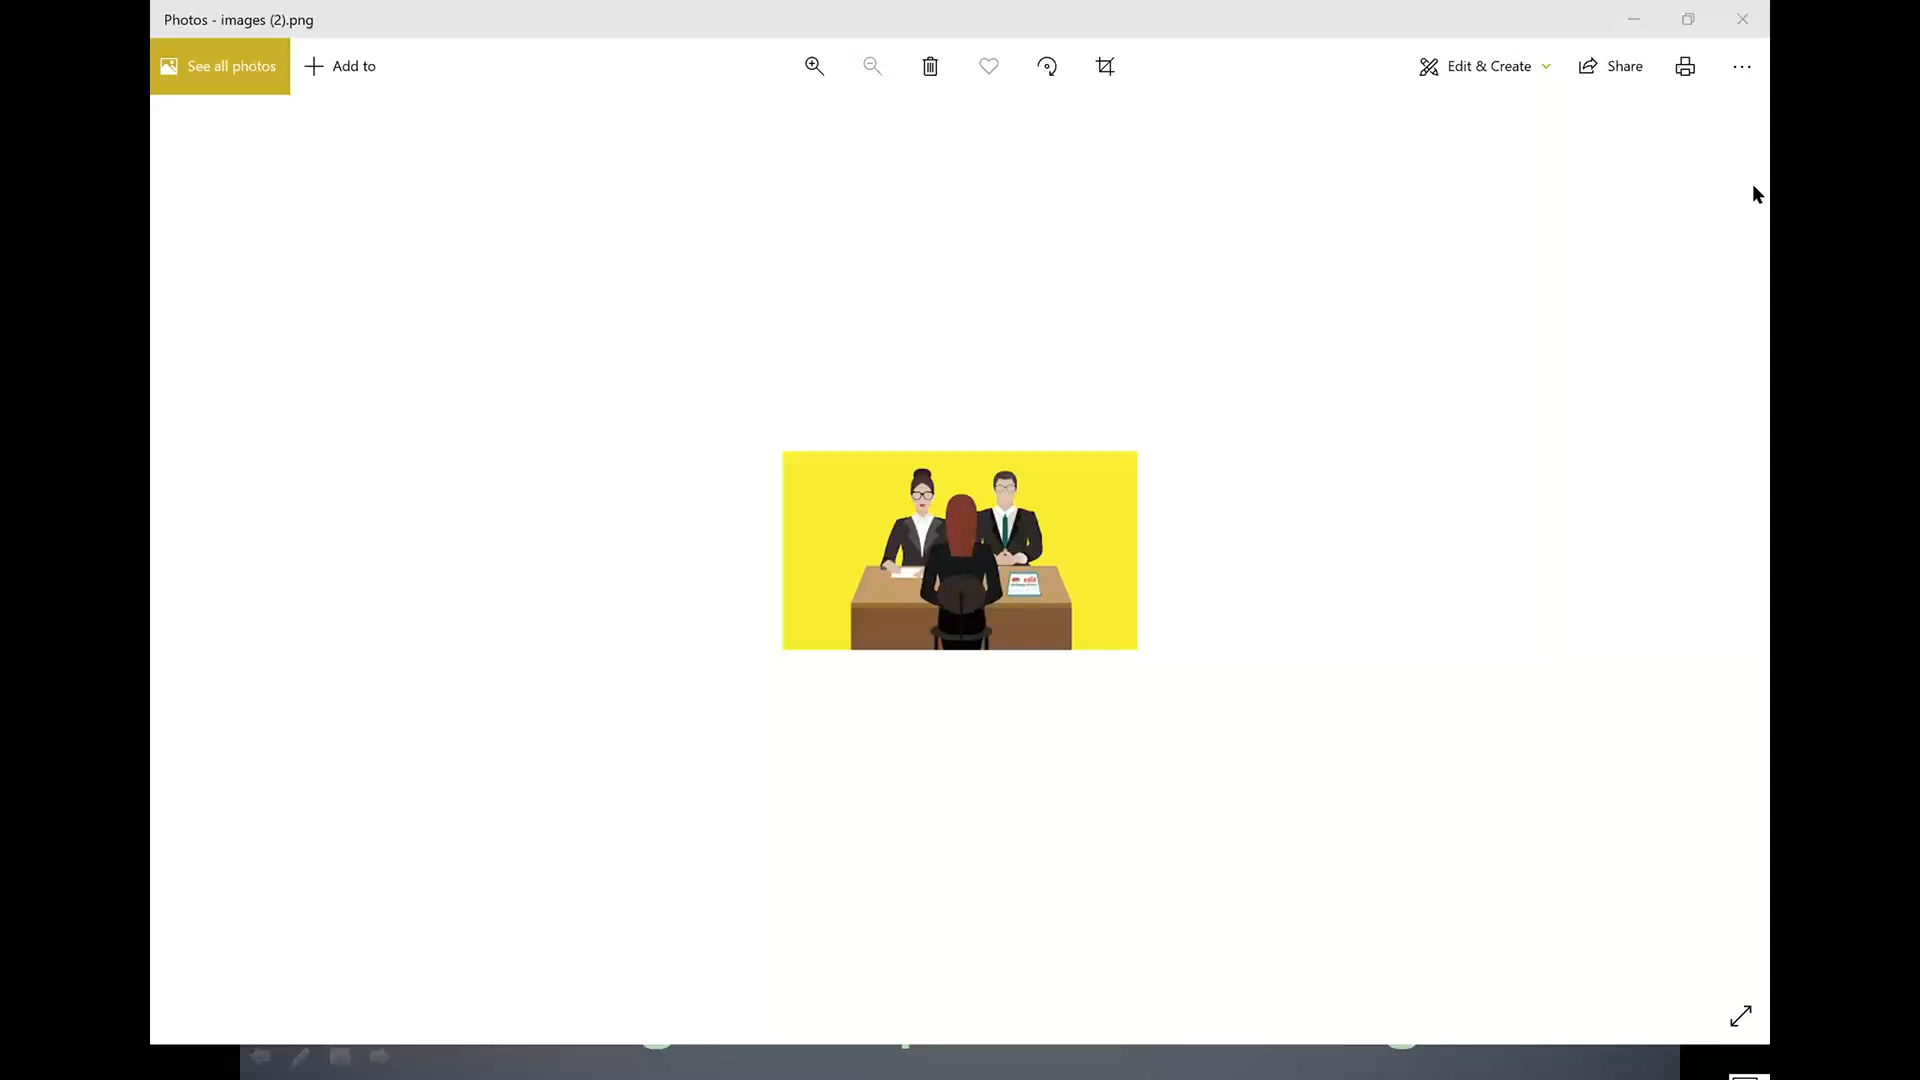 Photos - images (2).png
See all photos
Add to
Edit & Create
Share